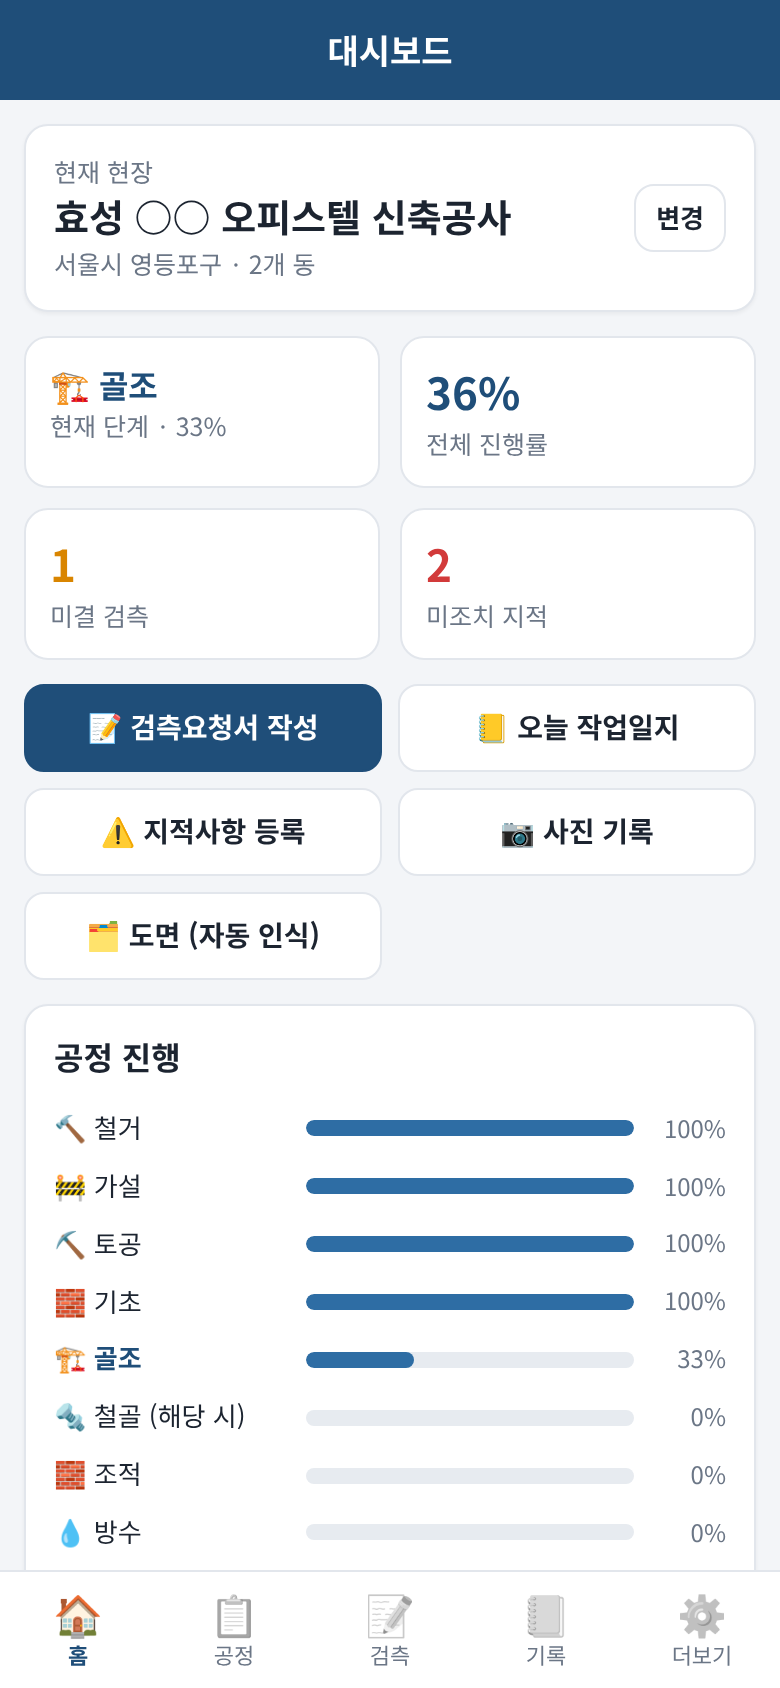 대시보드
현재 현장
효성 ○○ 오피스텔 신축공사
서울시 영등포구 · 2개 동
변경
골조
현재 단계 · 33%
36%
전체 진행률
1
미결 검측
2
미조치 지적
검측요청서 작성
오늘 작업일지
지적사항 등록
사진 기록
도면 (자동 인식)
공정 진행
철거 100%
가설 100%
토공 100%
기초 100%
골조 33%
철골 (해당 시) 0%
조적 0%
방수 0%
홈
공정
검측
기록
더보기